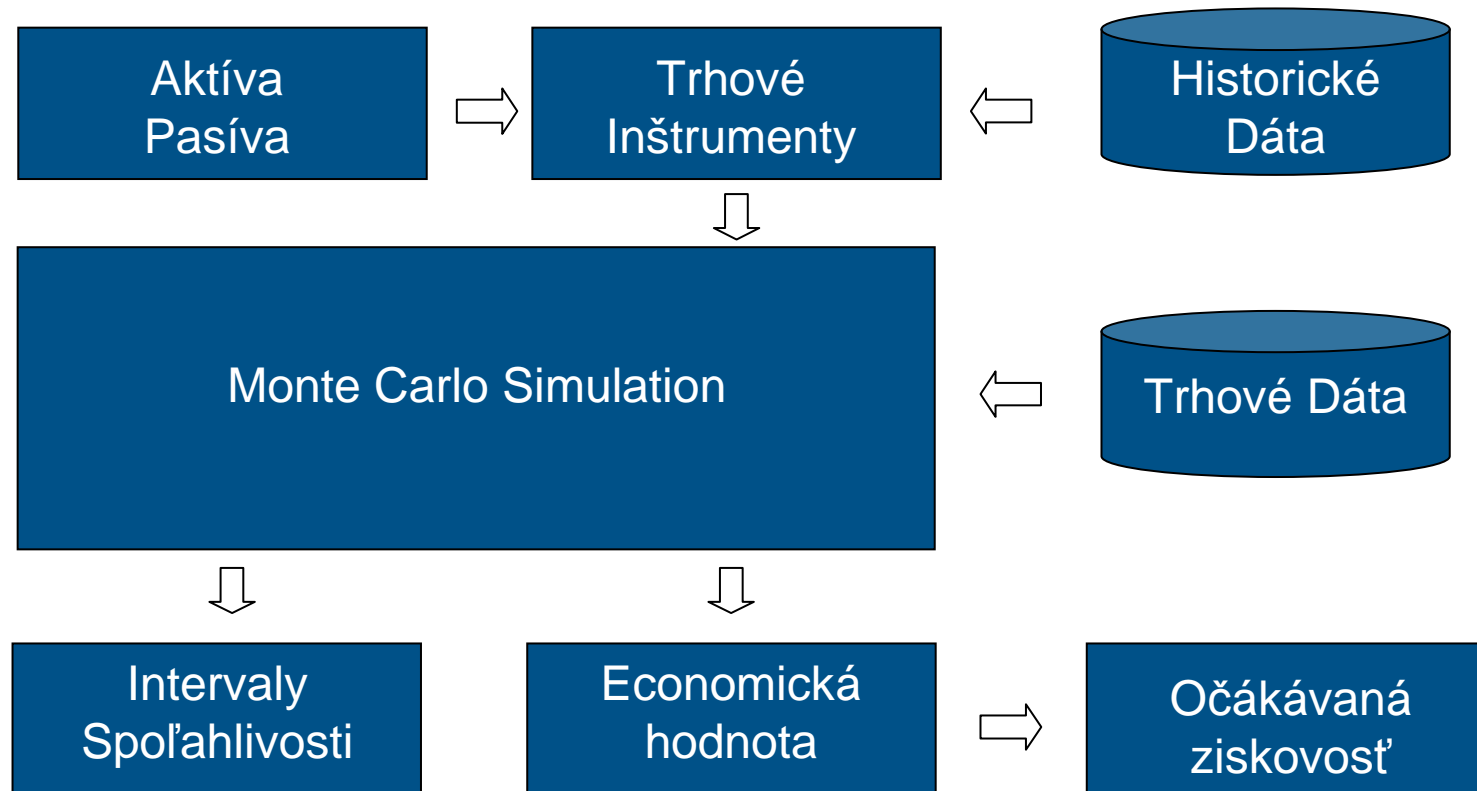 Aktíva
Pasíva
Trhové
Inštrumenty
Historické
Dáta
Monte Carlo Simulation
Trhové Dáta
Intervaly
Spoľahlivosti
Economická
hodnota
Očákávaná
ziskovosť